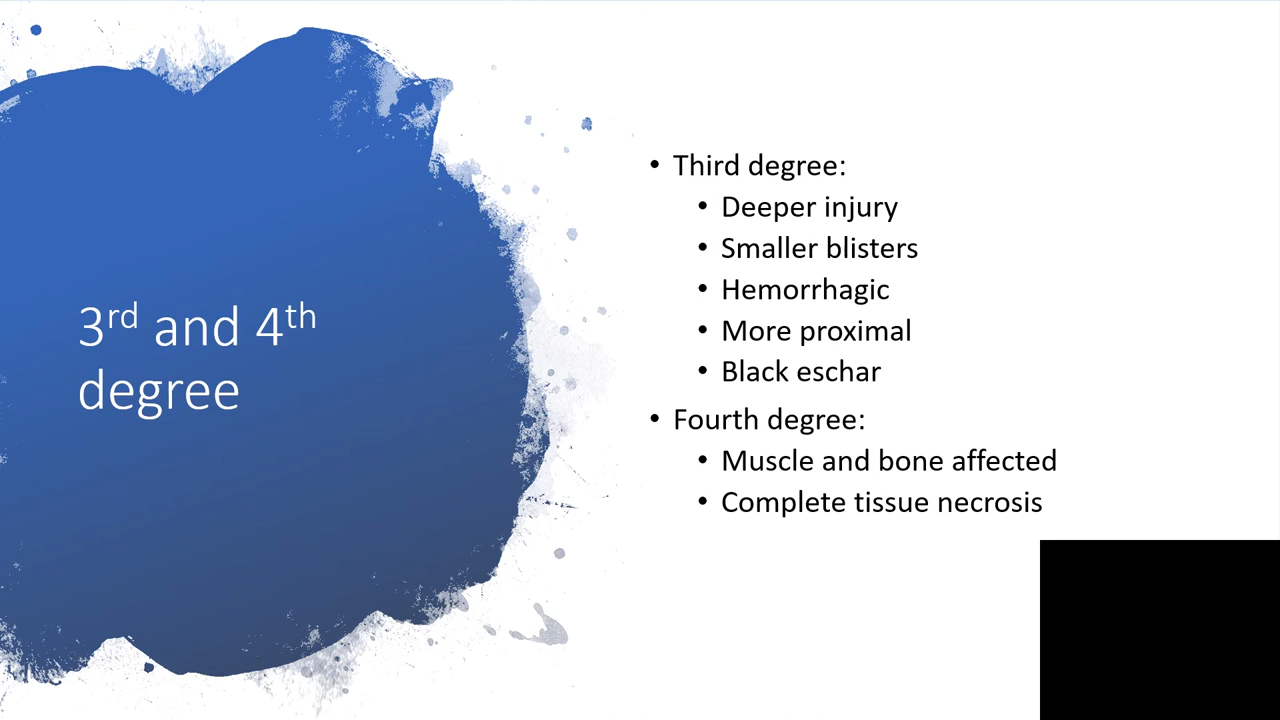 3rd and 4th
degree
• Third degree:
• Deeper injury
• Smaller blisters
• Hemorrhagic
• More proximal
• Black eschar
• Fourth degree:
• Muscle and bone affected
• Complete tissue necrosis